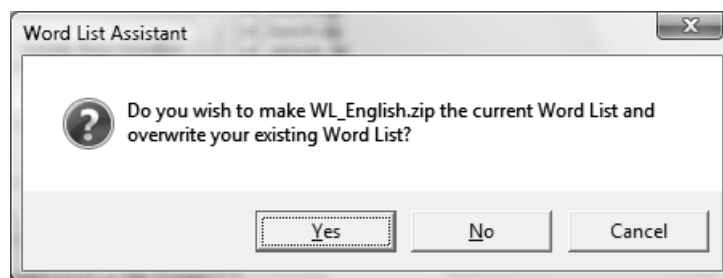 Word List Assistant
Do you wish to make WL_English.zip the current Word List and
overwrite your existing Word List?
Yes
No
Cancel